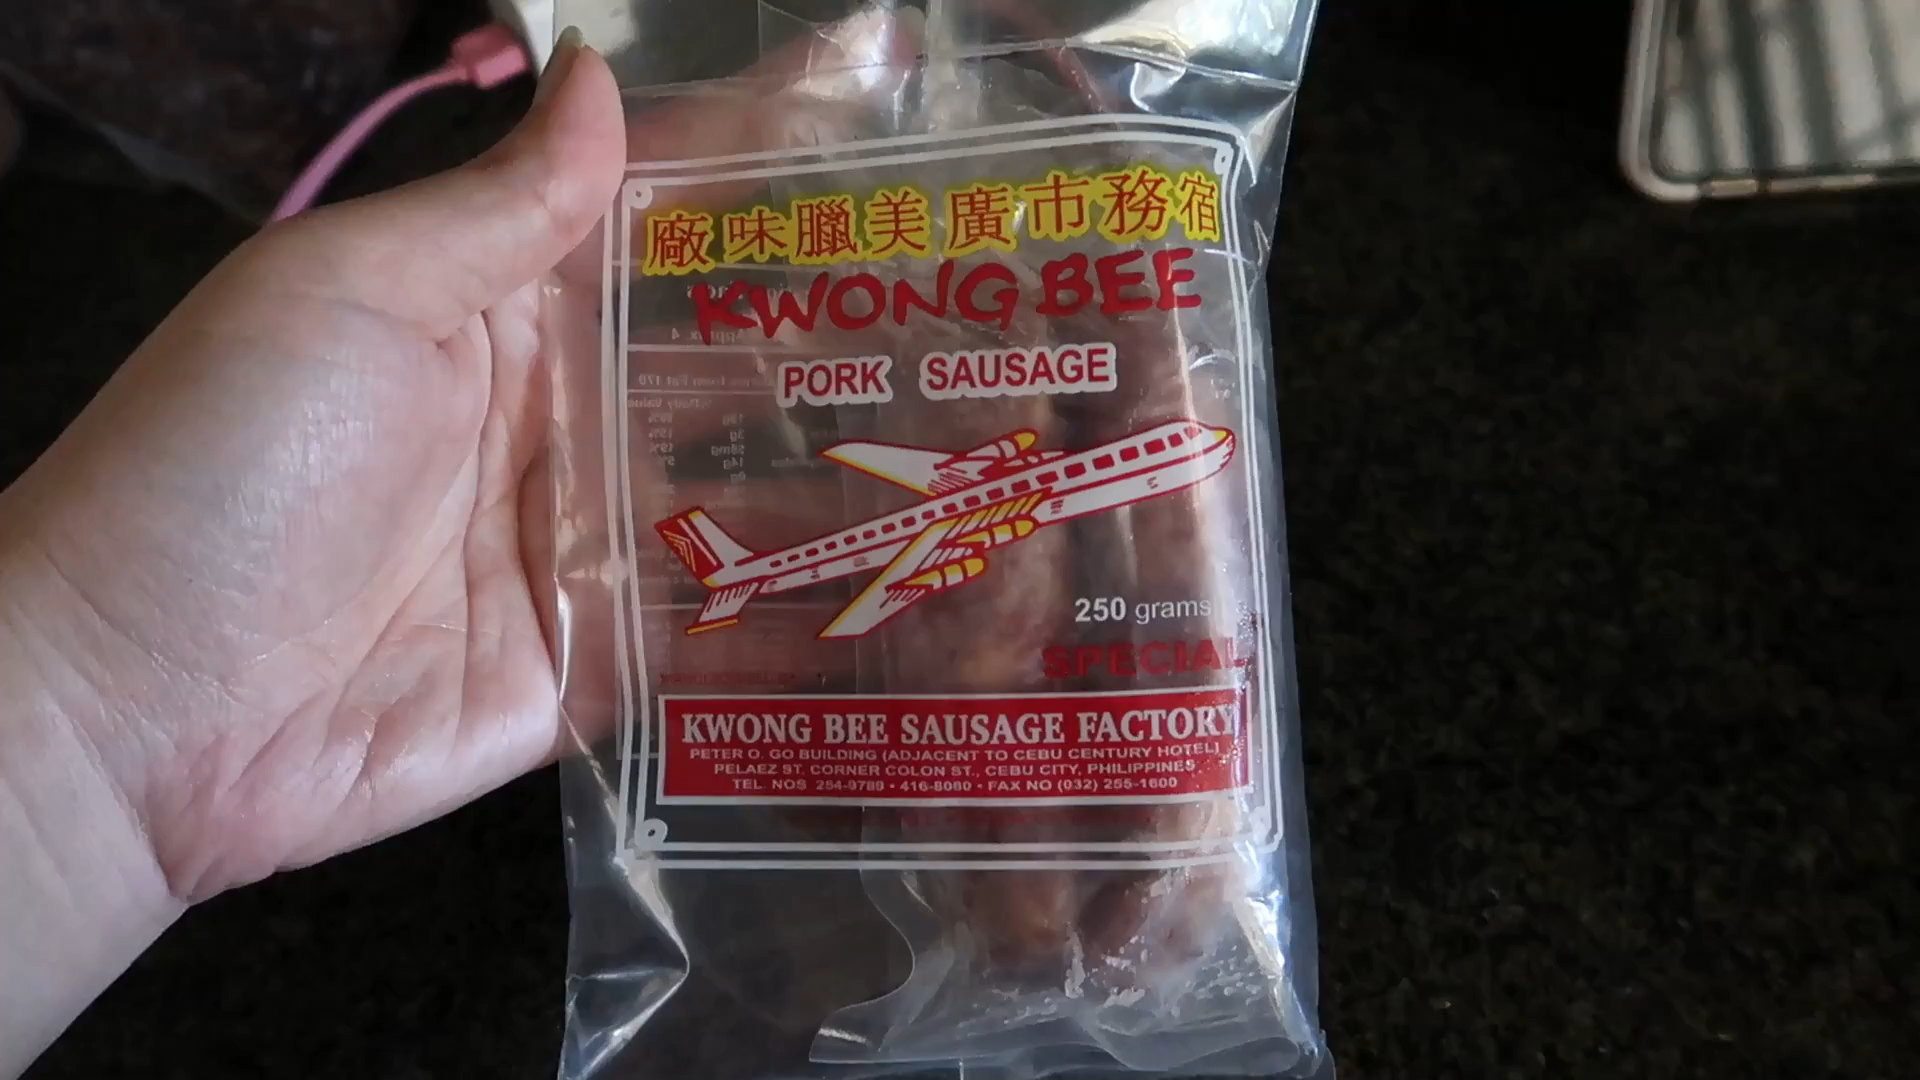 廠味臘美廣市務宿
KWONG BEE
PORK SAUSAGE
250 grams
SPECIAL
KWONG BEE SAUSAGE FACTORY
PETER O. GO BUILDING (ADJACENT TO CEBU CENTURY HOTEL)
PELAEZ ST. CORNER COLON ST., CEBU CITY, PHILIPPINES
TEL. NOS 254-9789 • 416-8080 • FAX NO (032) 255-1600